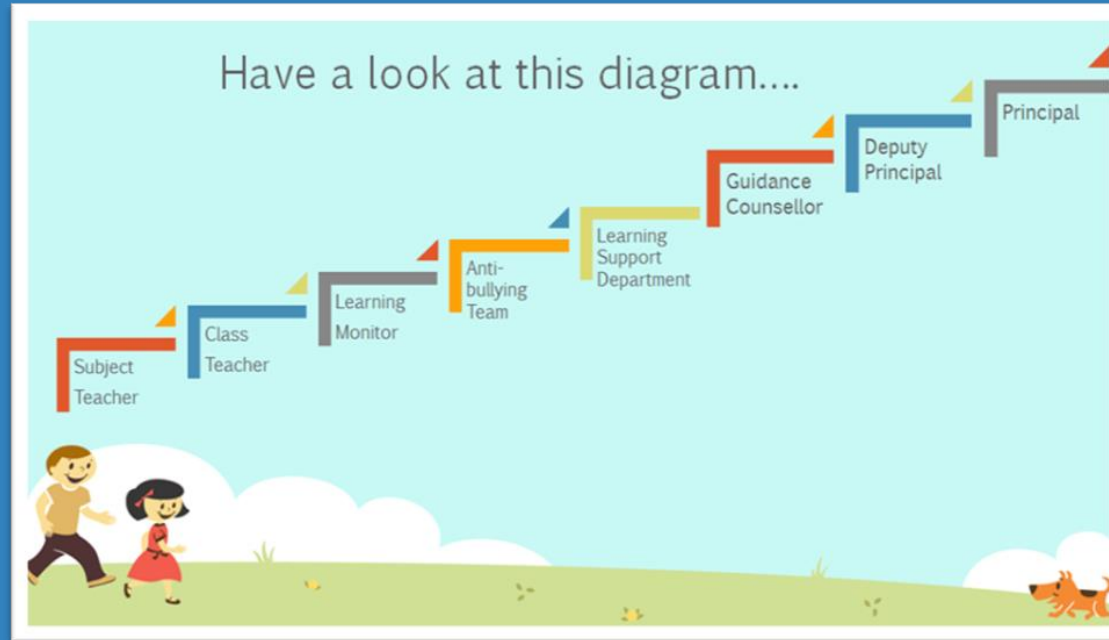 Have a look at this diagram....
Subject
Teacher
Class
Teacher
Learning
Monitor
Anti-
bullying
Team
Learning
Support
Department
Guidance
Counsellor
Deputy
Principal
Principal